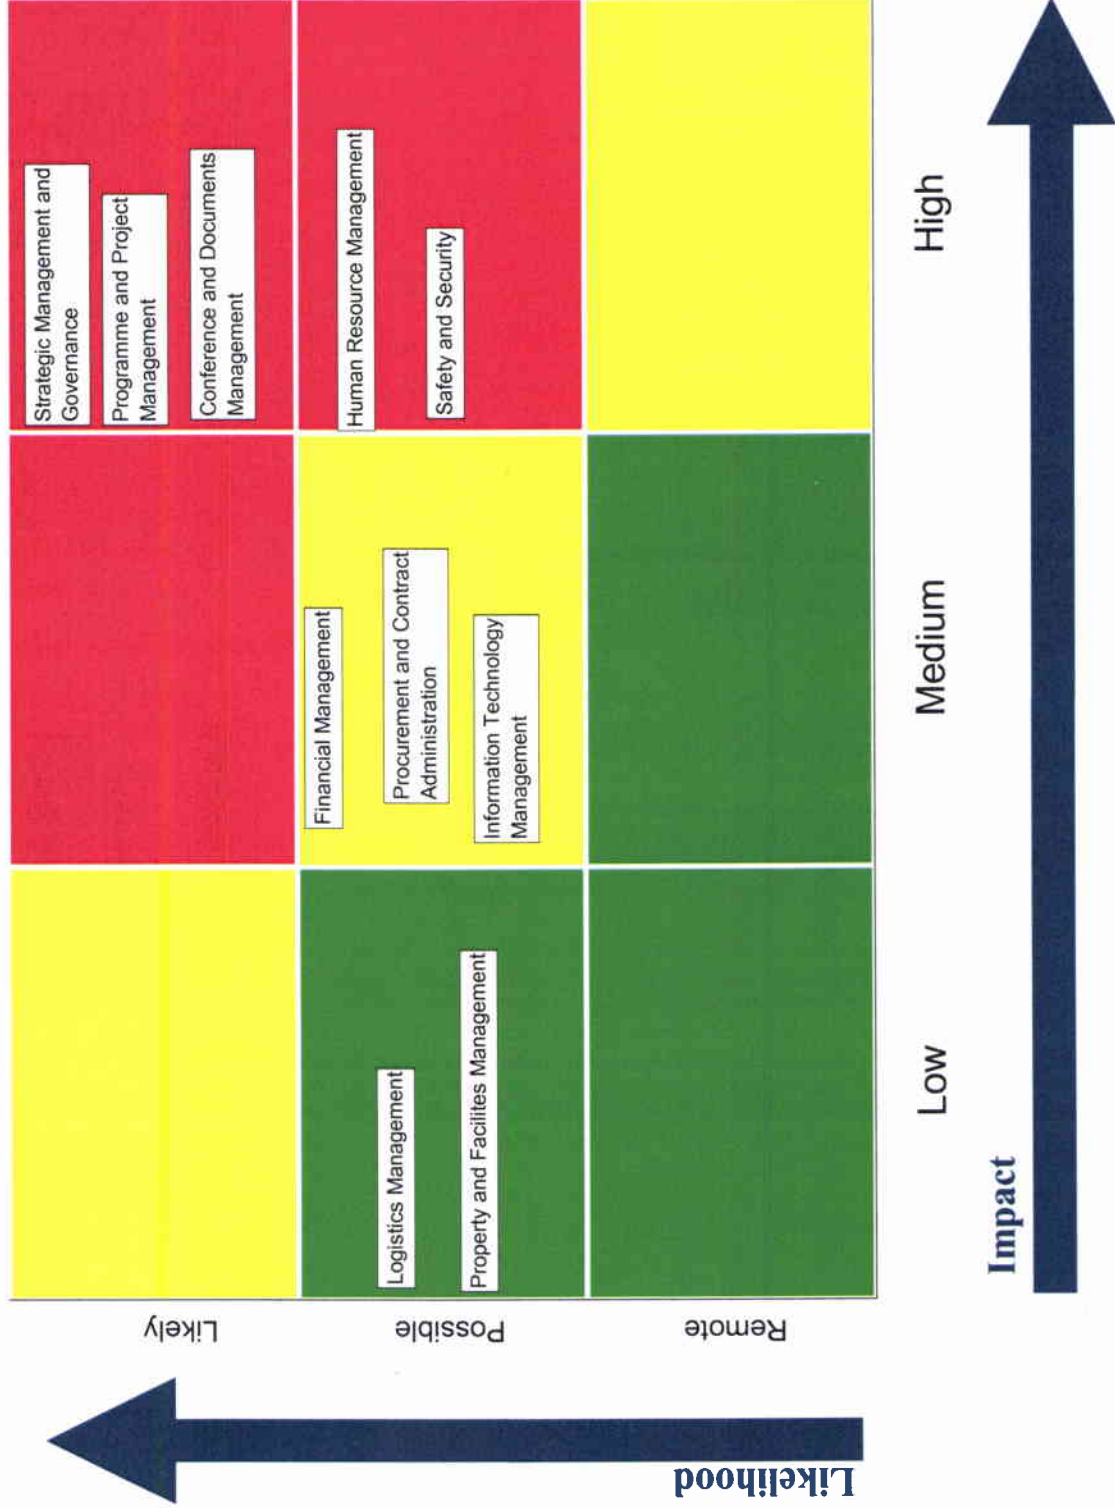 Likelihood
Likely
Possible
Remote
Strategic Management and
Governance
Programme and Project
Management
Conference and Documents
Management
Human Resource Management
Safety and Security
Financial Management
Procurement and Contract
Administration
Information Technology
Management
Logistics Management
Property and Facilites Management
Low
Medium
High
Impact